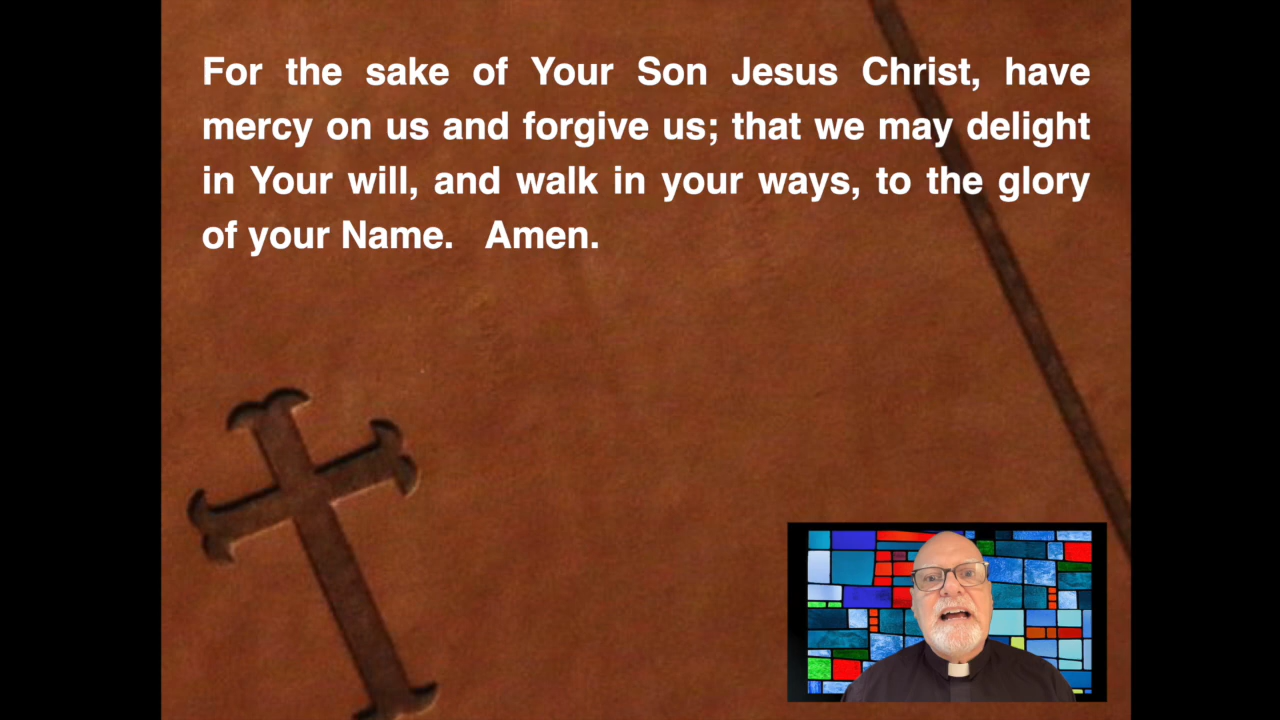 For the sake of Your Son Jesus Christ, have
mercy on us and forgive us; that we may delight
in Your will, and walk in your ways, to the glory
of your Name. Amen.